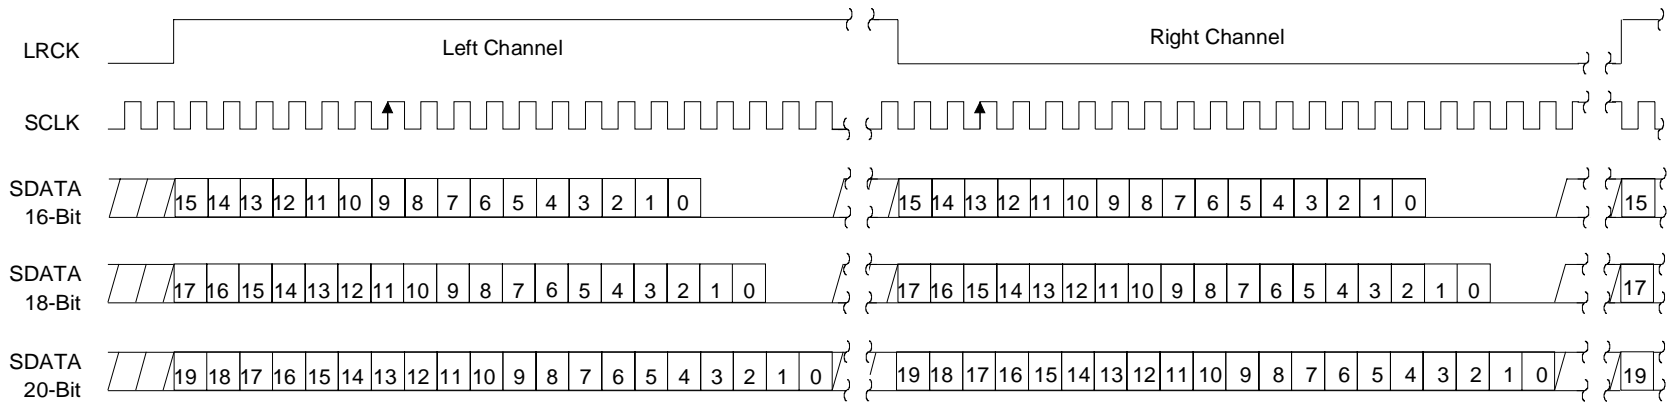 LRCK
Left Channel
Right Channel
SCLK
SDATA
16-Bit
15 14 13 12 11 10 9 8 7 6 5 4 3 2 1 0
15 14 13 12 11 10 9 8 7 6 5 4 3 2 1 0
15
SDATA
18-Bit
17 16 15 14 13 12 11 10 9 8 7 6 5 4 3 2 1 0
17 16 15 14 13 12 11 10 9 8 7 6 5 4 3 2 1 0
17
SDATA
20-Bit
19 18 17 16 15 14 13 12 11 10 9 8 7 6 5 4 3 2 1 0
19 18 17 16 15 14 13 12 11 10 9 8 7 6 5 4 3 2 1 0
19